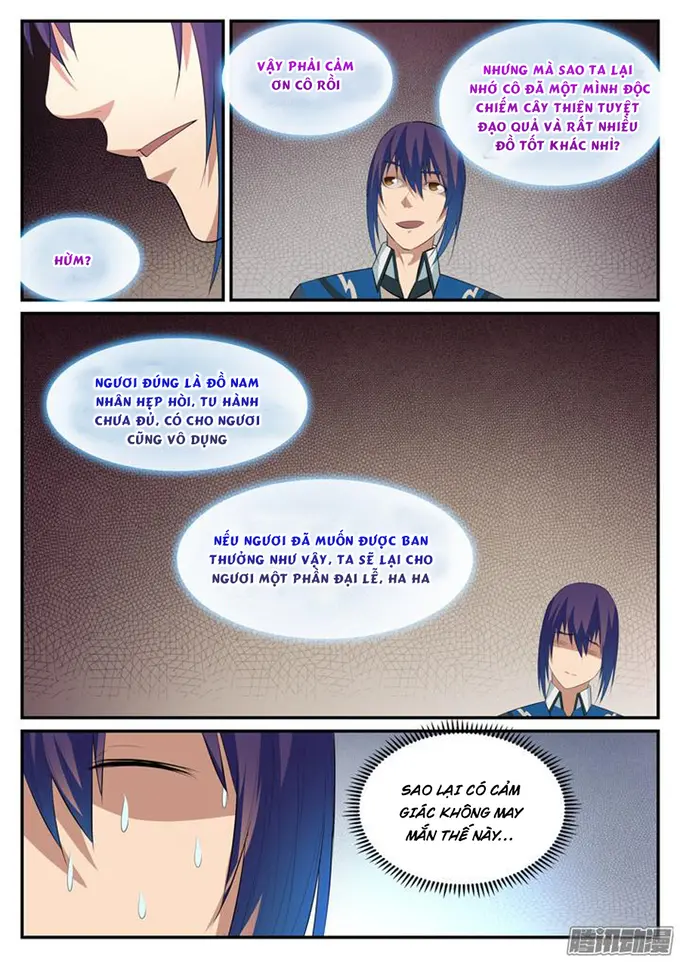 HỪM?
VẬY PHẢI CẢM
ƠN CÔ RỒI
NHƯNG MÀ SAO TA LẠI
NHỚ CÔ ĐÃ MỘT MÌNH ĐỘC
CHIẾM CÂY THIÊN TUYỆT
ĐẠO QUẢ VÀ RẤT NHIỀU
ĐỒ TỐT KHÁC NHỈ?
NGƯƠI ĐÚNG LÀ ĐỒ NAM
NHÂN HẸP HÒI, TU HÀNH
CHƯA ĐỦ, CÓ CHO NGƯƠI
CŨNG VÔ DỤNG
NẾU NGƯƠI ĐÃ MUỐN ĐƯỢC BAN
THƯỞNG NHƯ VẬY, TA SẼ LẠI CHO
NGƯƠI MỘT PHẦN ĐẠI LỄ, HA HA
SAO LẠI CÓ CẢM
GIÁC KHÔNG MAY
MẮN THẾ NÀY...
腾讯动漫